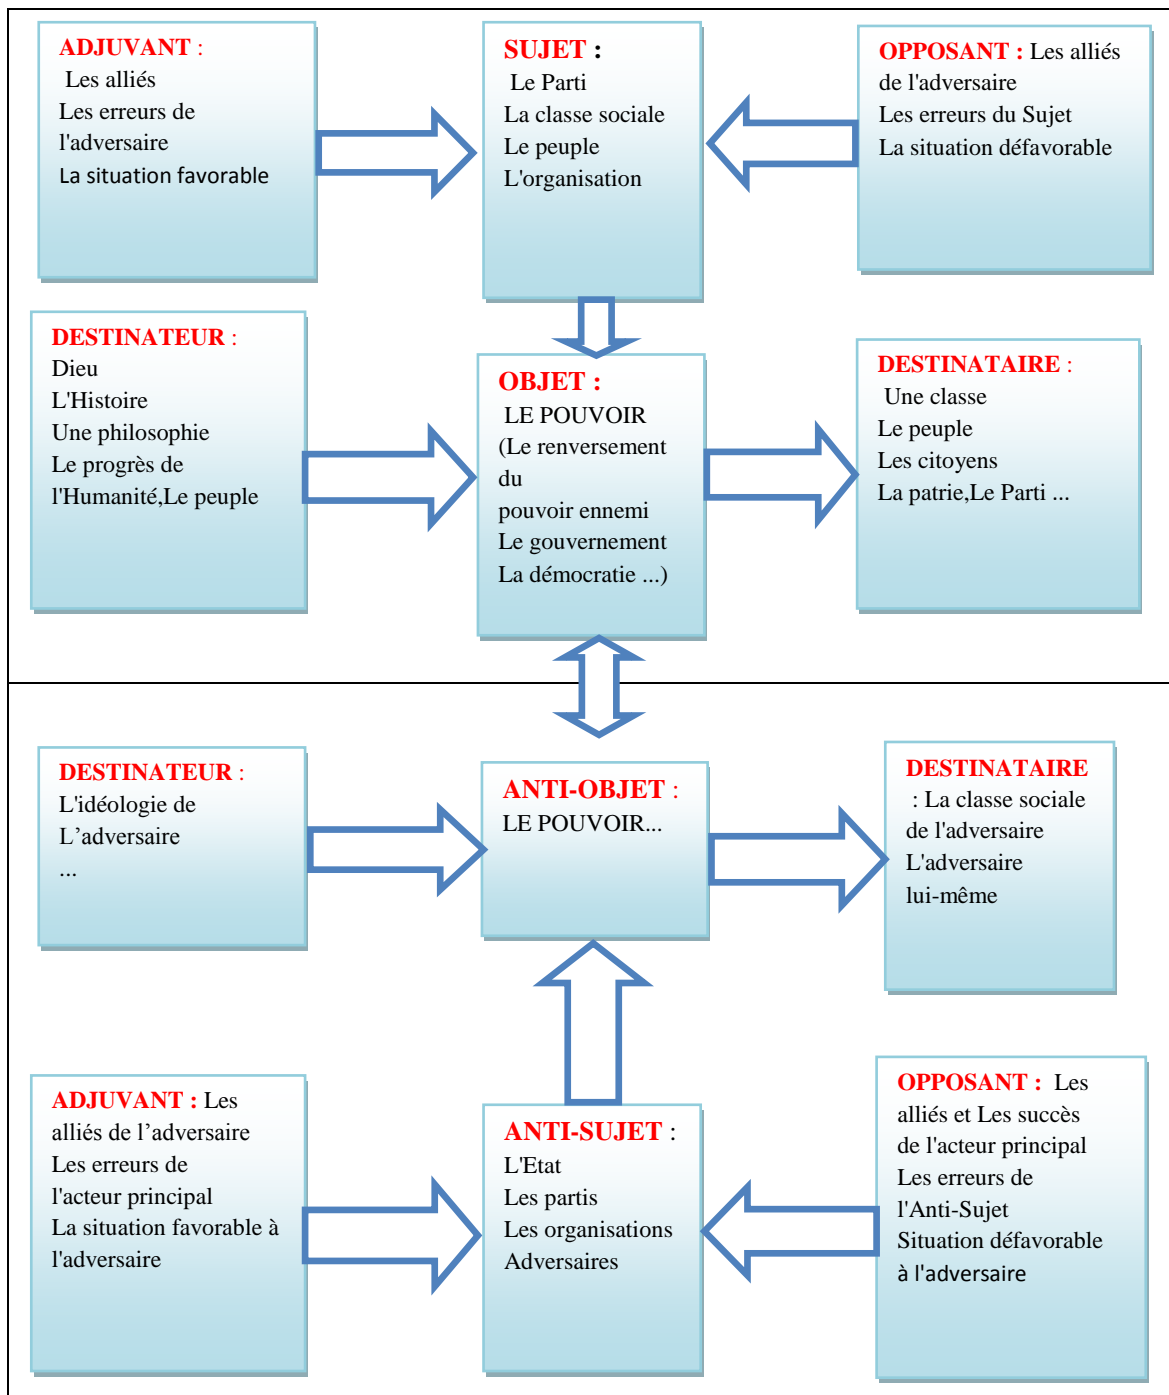 ADJUVANT :
Les alliés
Les erreurs de
l'adversaire
La situation favorable
SUJET :
Le Parti
La classe sociale
Le peuple
L'organisation
OPPOSANT : Les alliés
de l'adversaire
Les erreurs du Sujet
La situation défavorable
DESTINATEUR :
Dieu
L'Histoire
Une philosophie
Le progrès de
l'Humanité,Le peuple
OBJET :
LE POUVOIR
(Le renversement
du
pouvoir ennemi
Le gouvernement
La démocratie ...)
DESTINATAIRE :
Une classe
Le peuple
Les citoyens
La patrie,Le Parti ...
DESTINATEUR :
L'idéologie de
L’adversaire
...
ANTI-OBJET :
LE POUVOIR...
DESTINATAIRE
: La classe sociale
de l'adversaire
L'adversaire
lui-même
ADJUVANT : Les
alliés de l’adversaire
Les erreurs de
l'acteur principal
La situation favorable à
l'adversaire
ANTI-SUJET :
L'Etat
Les partis
Les organisations
Adversaires
OPPOSANT : Les
alliés et Les succès
de l'acteur principal
Les erreurs de
l'Anti-Sujet
Situation défavorable
à l'adversaire